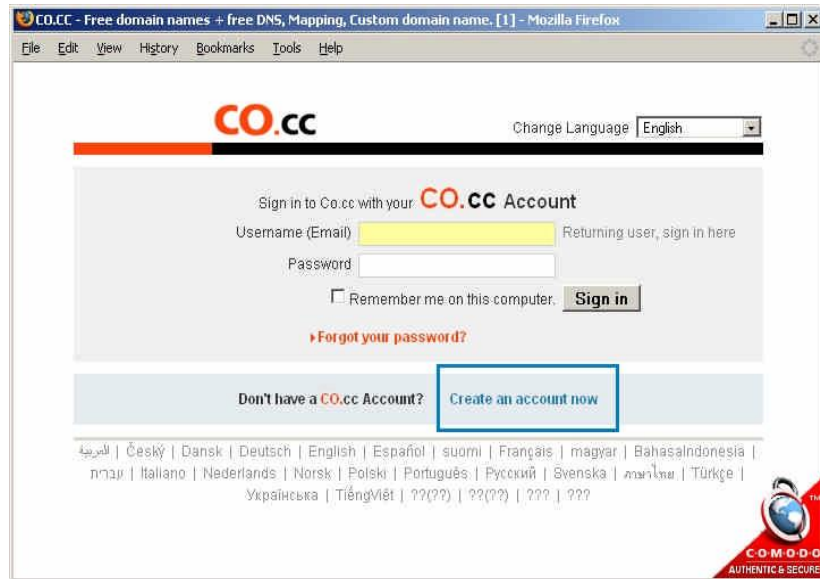 CO.CC - Free domain names + free DNS, Mapping, Custom domain name. [1] - Mozilla Firefox
File Edit View History Bookmarks Tools Help
CO.cc
Change Language English
Sign in to Co.cc with your CO.cc Account
Username (Email) Returning user, sign in here
Password
Remember me on this computer. Sign in
Forgot your password?
Don't have a CO.cc Account? Create an account now
العربية | Český | Dansk | Deutsch | English | Español | suomi | Français | magyar | BahasaIndonesia |
עברית | Italiano | Nederlands | Norsk | Polski | Português | Русский | Svenska | ภาษาไทย | Türkçe |
Українська | TiếngViệt | ??(??) | ??(??) | ??? | ???
TM
C·O·M·O·D·O
AUTHENTIC & SECURE